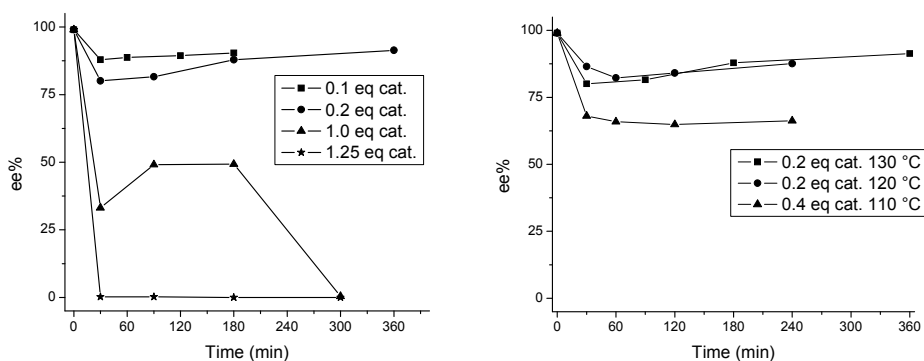 100
75
50
25
0
ee%
0 60 120 180 240 300 360
Time (min)
0.1 eq cat.
0.2 eq cat.
1.0 eq cat.
1.25 eq cat.
100
75
50
25
0
ee%
0 60 120 180 240 300 360
Time (min)
0.2 eq cat. 130 °C
0.2 eq cat. 120 °C
0.4 eq cat. 110 °C